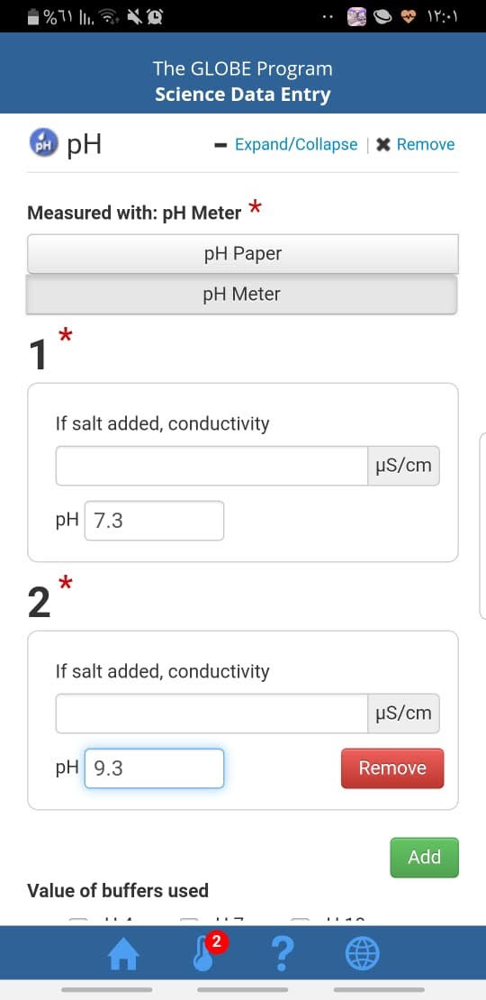 %71 ١٢:٠١
The GLOBE Program
Science Data Entry
pH pH Expand/Collapse | Remove
Measured with: pH Meter *
pH Paper
pH Meter
1 *
If salt added, conductivity
µS/cm
pH 7.3
2 *
If salt added, conductivity
µS/cm
pH 9.3 Remove
Add
Value of buffers used
2 ?